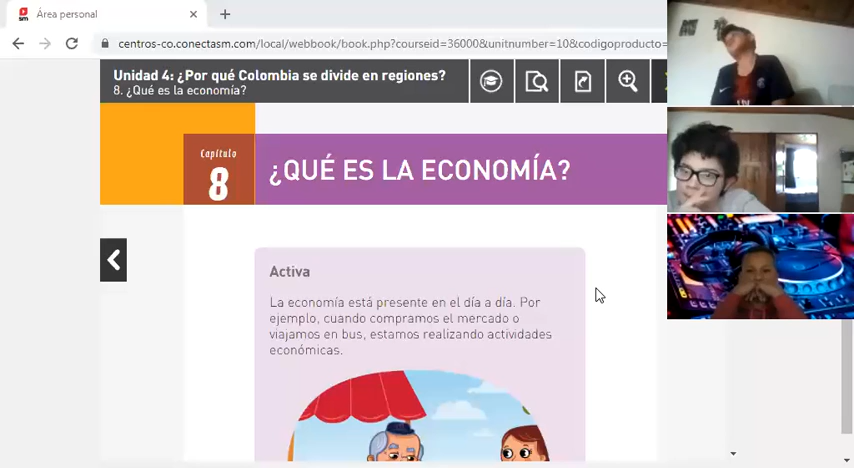 Área personal
centros-co.conectasm.com/local/webbook/book.php?courseid=36000&unitnumber=10&codigoproducto=
Unidad 4: ¿Por qué Colombia se divide en regiones?
8. ¿Qué es la economía?
Capítulo
8
¿QUÉ ES LA ECONOMÍA?
Activa
La economía está presente en el día a día. Por
ejemplo, cuando compramos el mercado o
viajamos en bus, estamos realizando actividades
económicas.